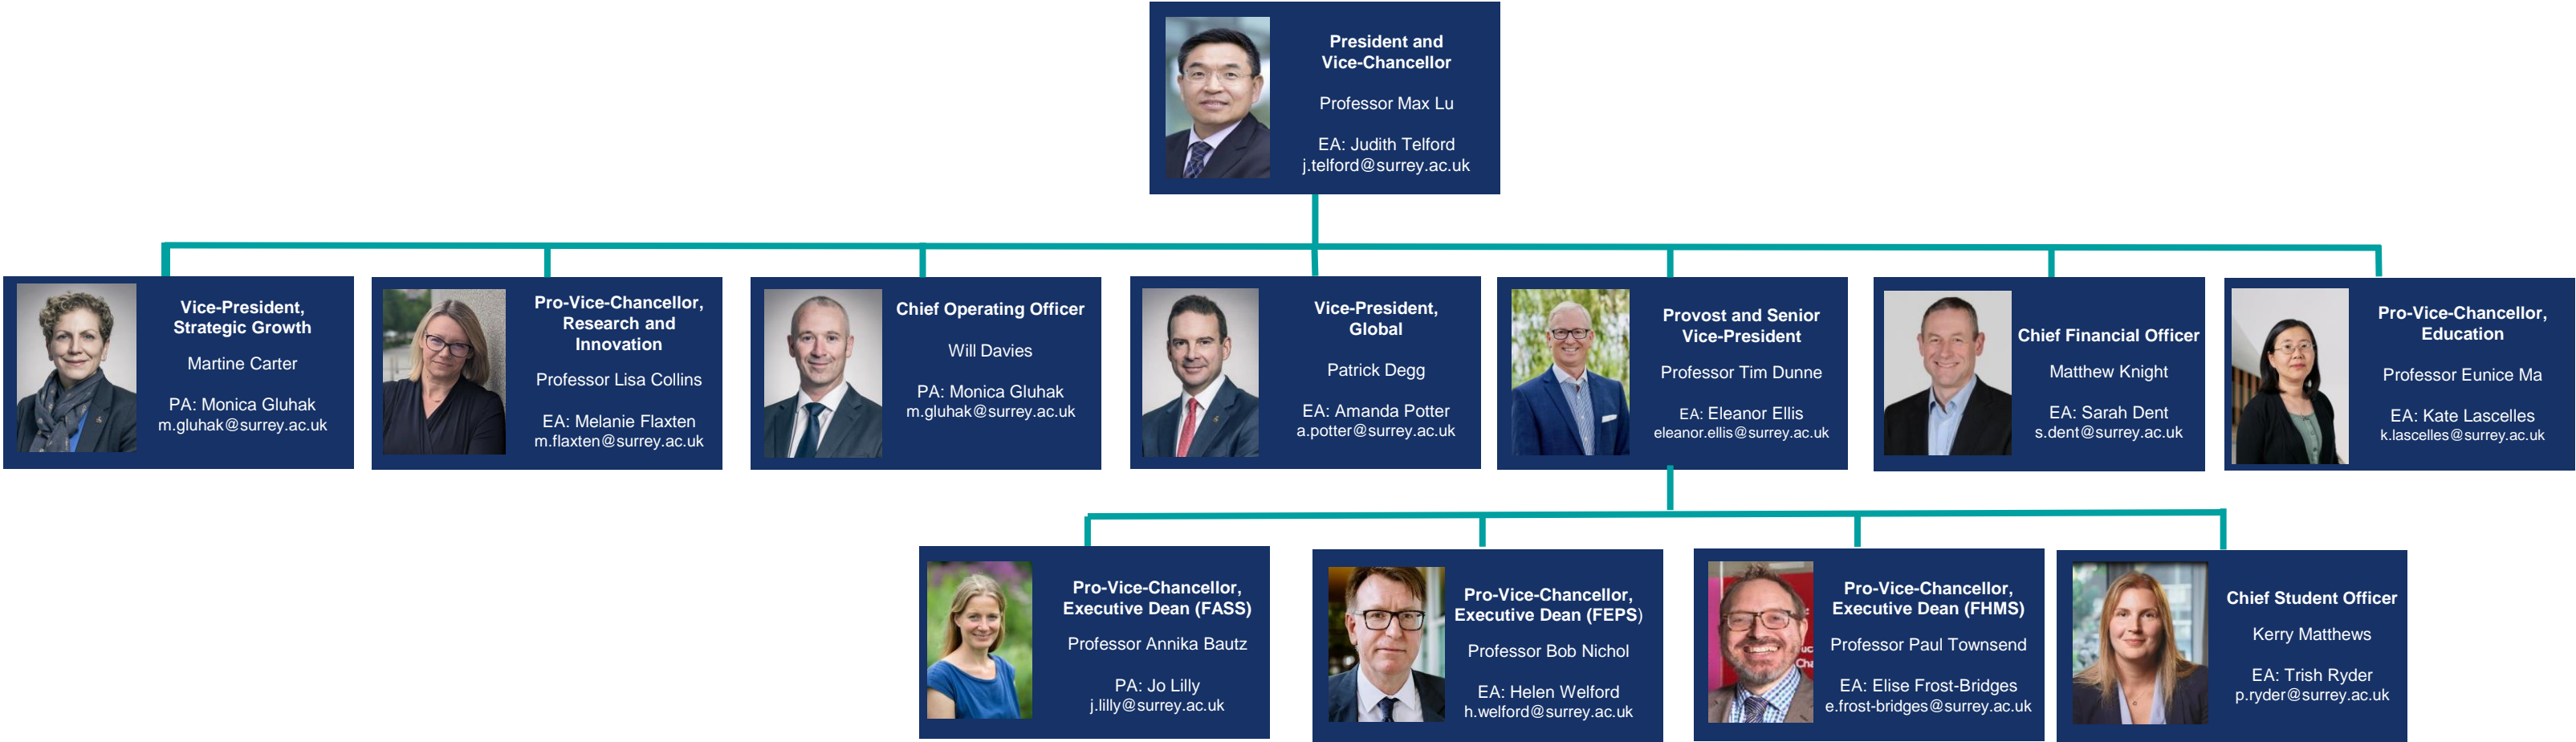 President and
Vice-Chancellor
Professor Max Lu
EA: Judith Telford
j.telford@surrey.ac.uk
Vice-President,
Strategic Growth
Martine Carter
PA: Monica Gluhak
m.gluhak@surrey.ac.uk
Pro-Vice-Chancellor,
Research and
Innovation
Professor Lisa Collins
EA: Melanie Flaxten
m.flaxten@surrey.ac.uk
Chief Operating Officer
Will Davies
PA: Monica Gluhak
m.gluhak@surrey.ac.uk
Vice-President,
Global
Patrick Degg
EA: Amanda Potter
a.potter@surrey.ac.uk
Provost and Senior
Vice-President
Professor Tim Dunne
EA: Eleanor Ellis
eleanor.ellis@surrey.ac.uk
Chief Financial Officer
Matthew Knight
EA: Sarah Dent
s.dent@surrey.ac.uk
Pro-Vice-Chancellor,
Education
Professor Eunice Ma
EA: Kate Lascelles
k.lascelles@surrey.ac.uk
Pro-Vice-Chancellor,
Executive Dean (FASS)
Professor Annika Bautz
PA: Jo Lilly
j.lilly@surrey.ac.uk
Pro-Vice-Chancellor,
Executive Dean (FEPS)
Professor Bob Nichol
EA: Helen Welford
h.welford@surrey.ac.uk
Pro-Vice-Chancellor,
Executive Dean (FHMS)
Professor Paul Townsend
EA: Elise Frost-Bridges
e.frost-bridges@surrey.ac.uk
Chief Student Officer
Kerry Matthews
EA: Trish Ryder
p.ryder@surrey.ac.uk